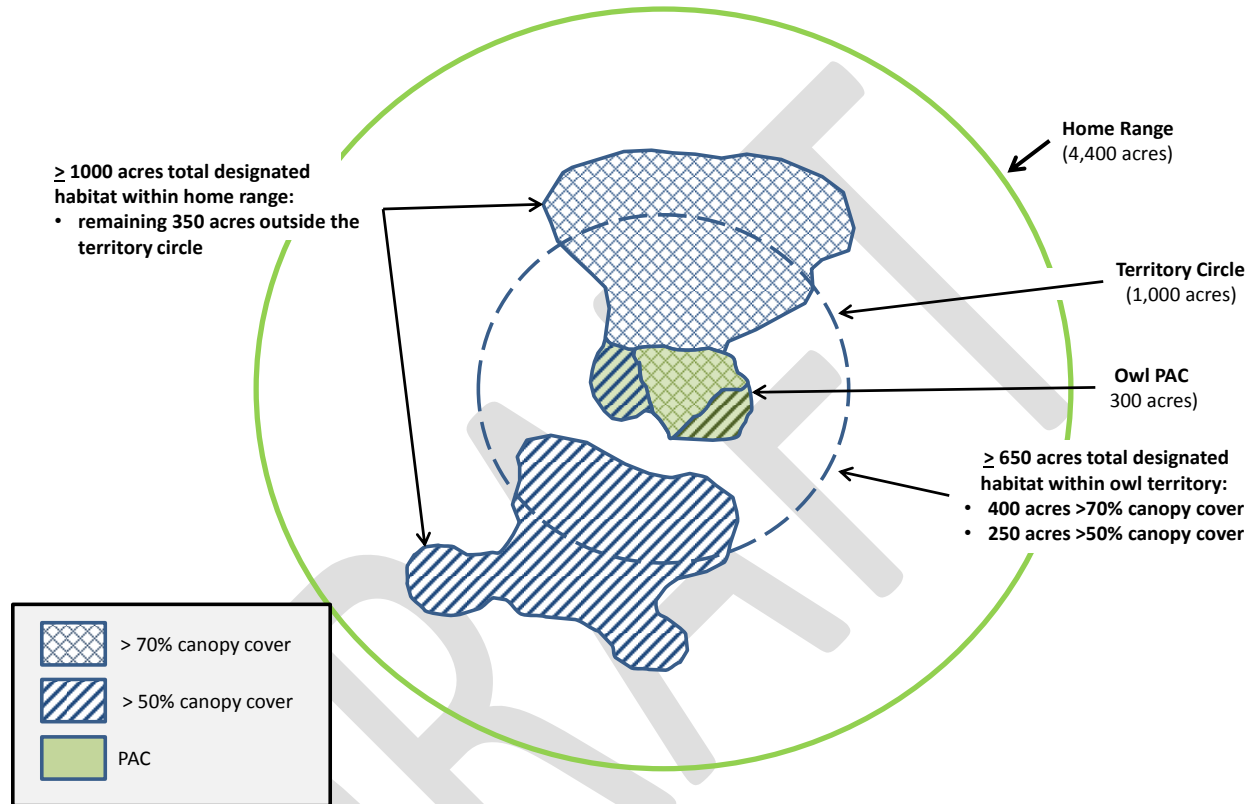 > 1000 acres total designated
habitat within home range:
• remaining 350 acres outside the
territory circle
Home Range
(4,400 acres)
Territory Circle
(1,000 acres)
Owl PAC
300 acres)
> 650 acres total designated
habitat within owl territory:
• 400 acres >70% canopy cover
• 250 acres >50% canopy cover
> 70% canopy cover
> 50% canopy cover
PAC
DRAFT